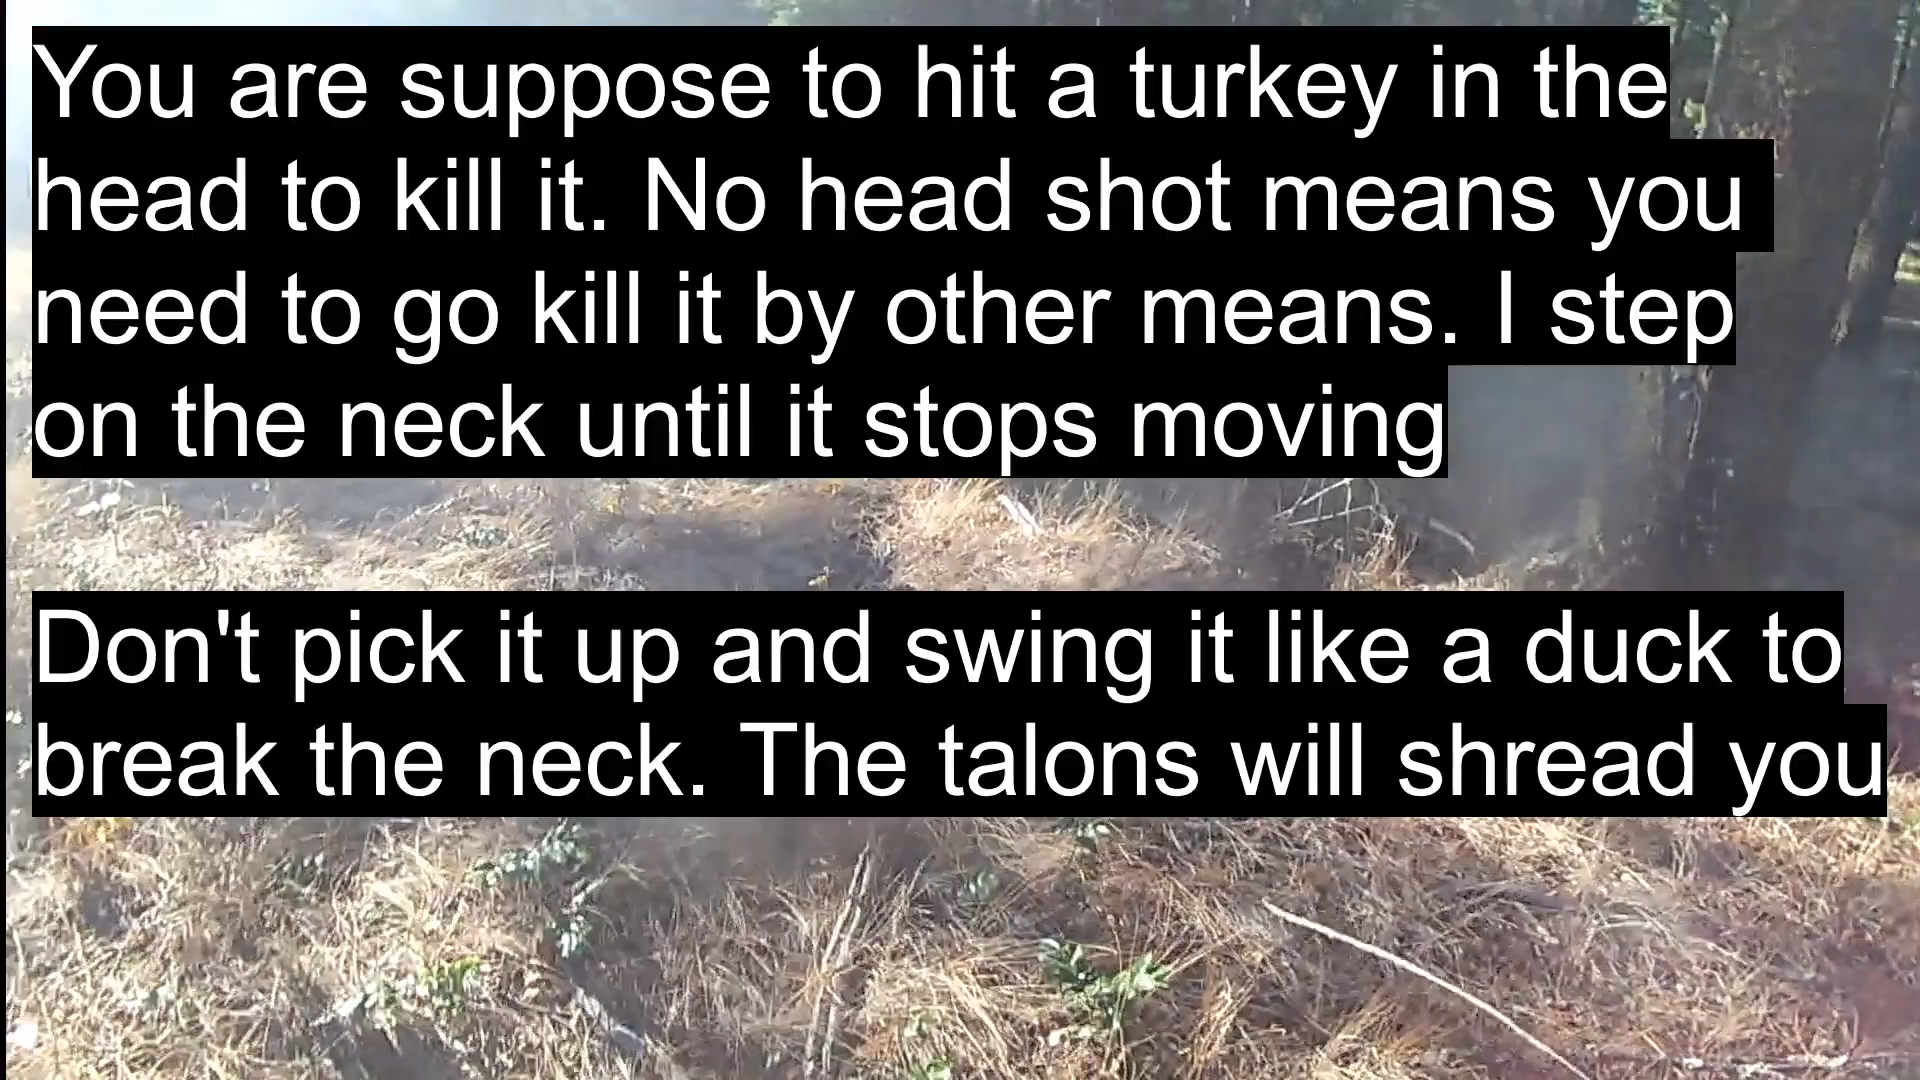 You are suppose to hit a turkey in the
head to kill it. No head shot means you
need to go kill it by other means. I step
on the neck until it stops moving
Don't pick it up and swing it like a duck to
break the neck. The talons will shread you